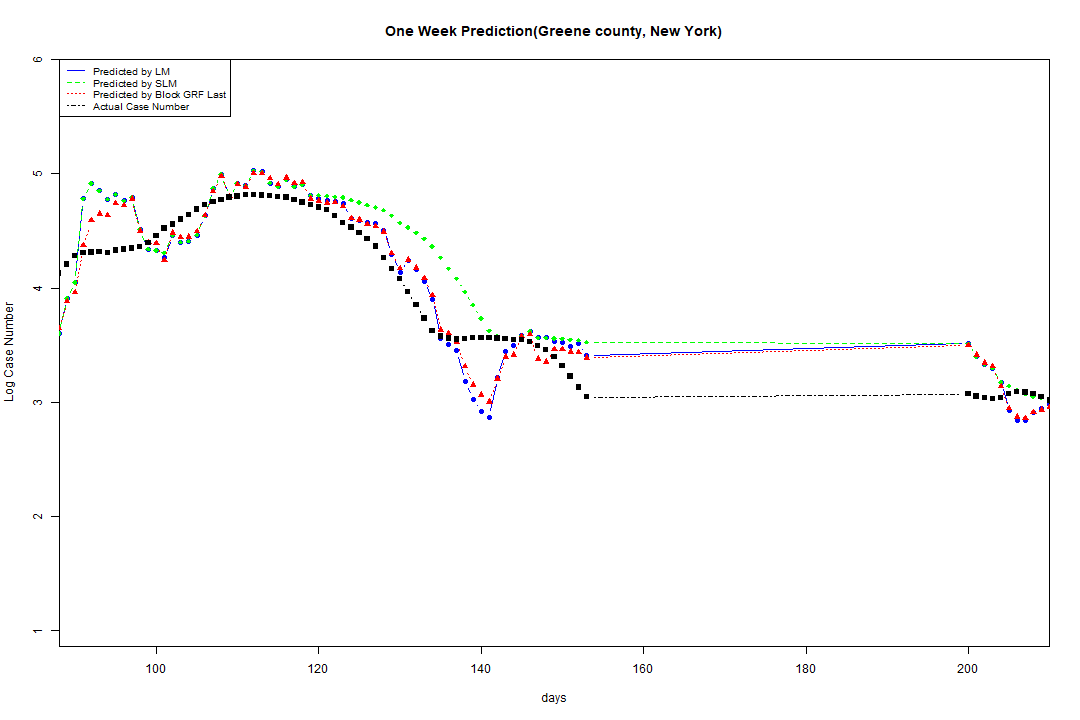 One Week Prediction(Greene county, New York)
Predicted by LM
Predicted by SLM
Predicted by Block GRF Last
Actual Case Number
6
5
4
3
2
1
Log Case Number
100 120 140 160 180 200
days